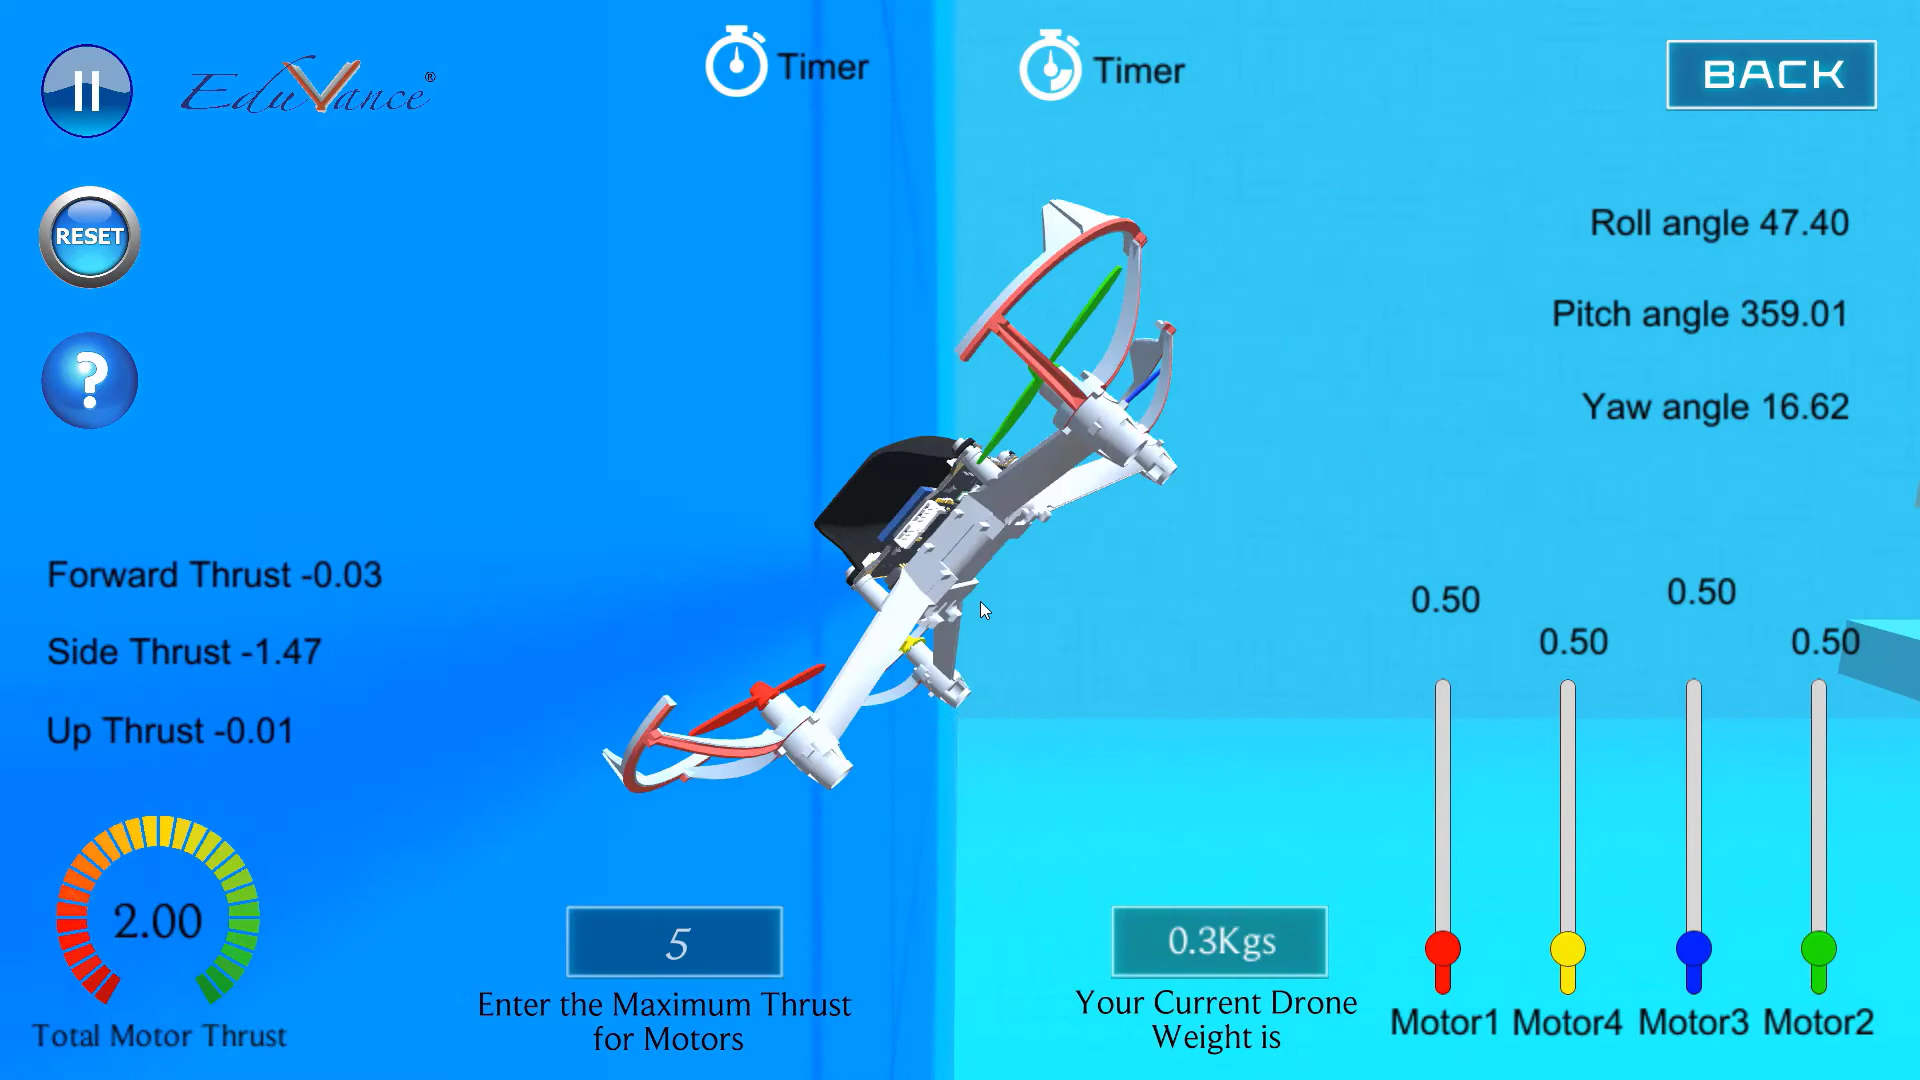 EduVance®
Timer
Timer
BACK
RESET
?
Roll angle 47.40
Pitch angle 359.01
Yaw angle 16.62
Forward Thrust -0.03
Side Thrust -1.47
Up Thrust -0.01
0.50
0.50
0.50
0.50
2.00
Total Motor Thrust
5
Enter the Maximum Thrust
for Motors
0.3Kgs
Your Current Drone
Weight is
Motor1 Motor4 Motor3 Motor2